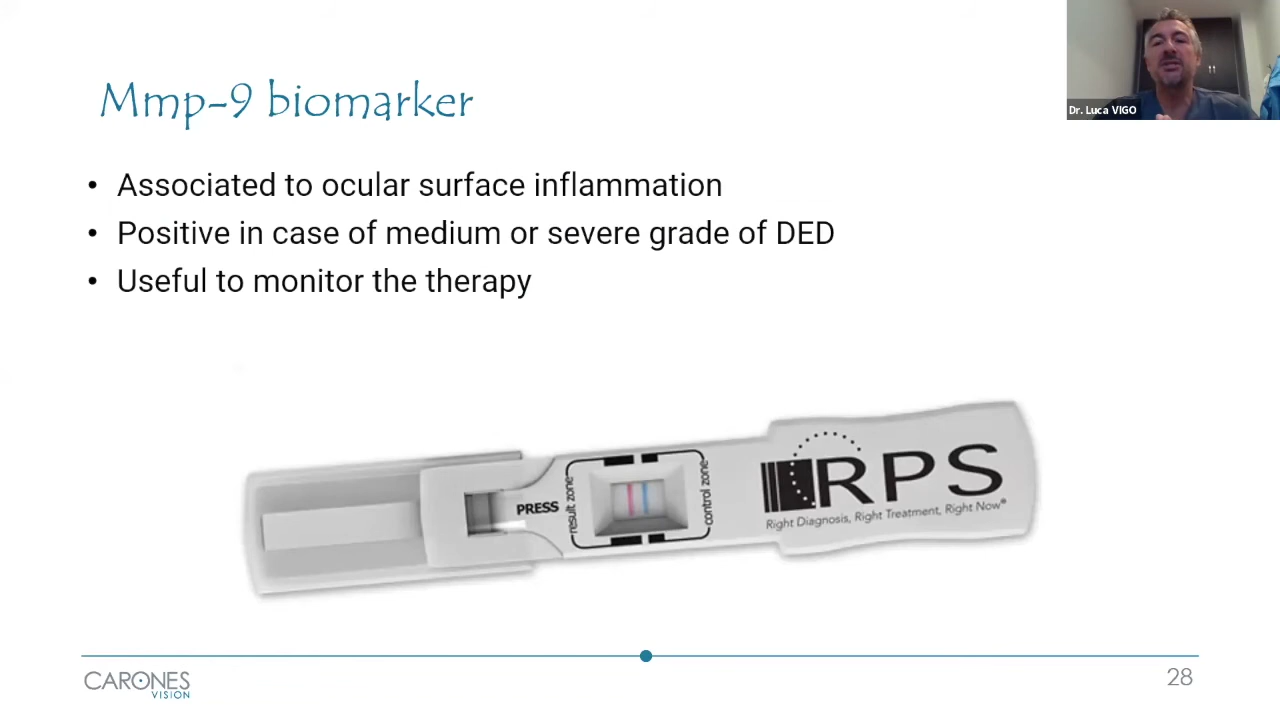 Mmp-9 biomarker
Dr. Luca VIGO
• Associated to ocular surface inflammation
• Positive in case of medium or severe grade of DED
• Useful to monitor the therapy
PRESS
result zone
control zone
RPS
Right Diagnosis, Right Treatment, Right Now®
CARONES
VISION
28